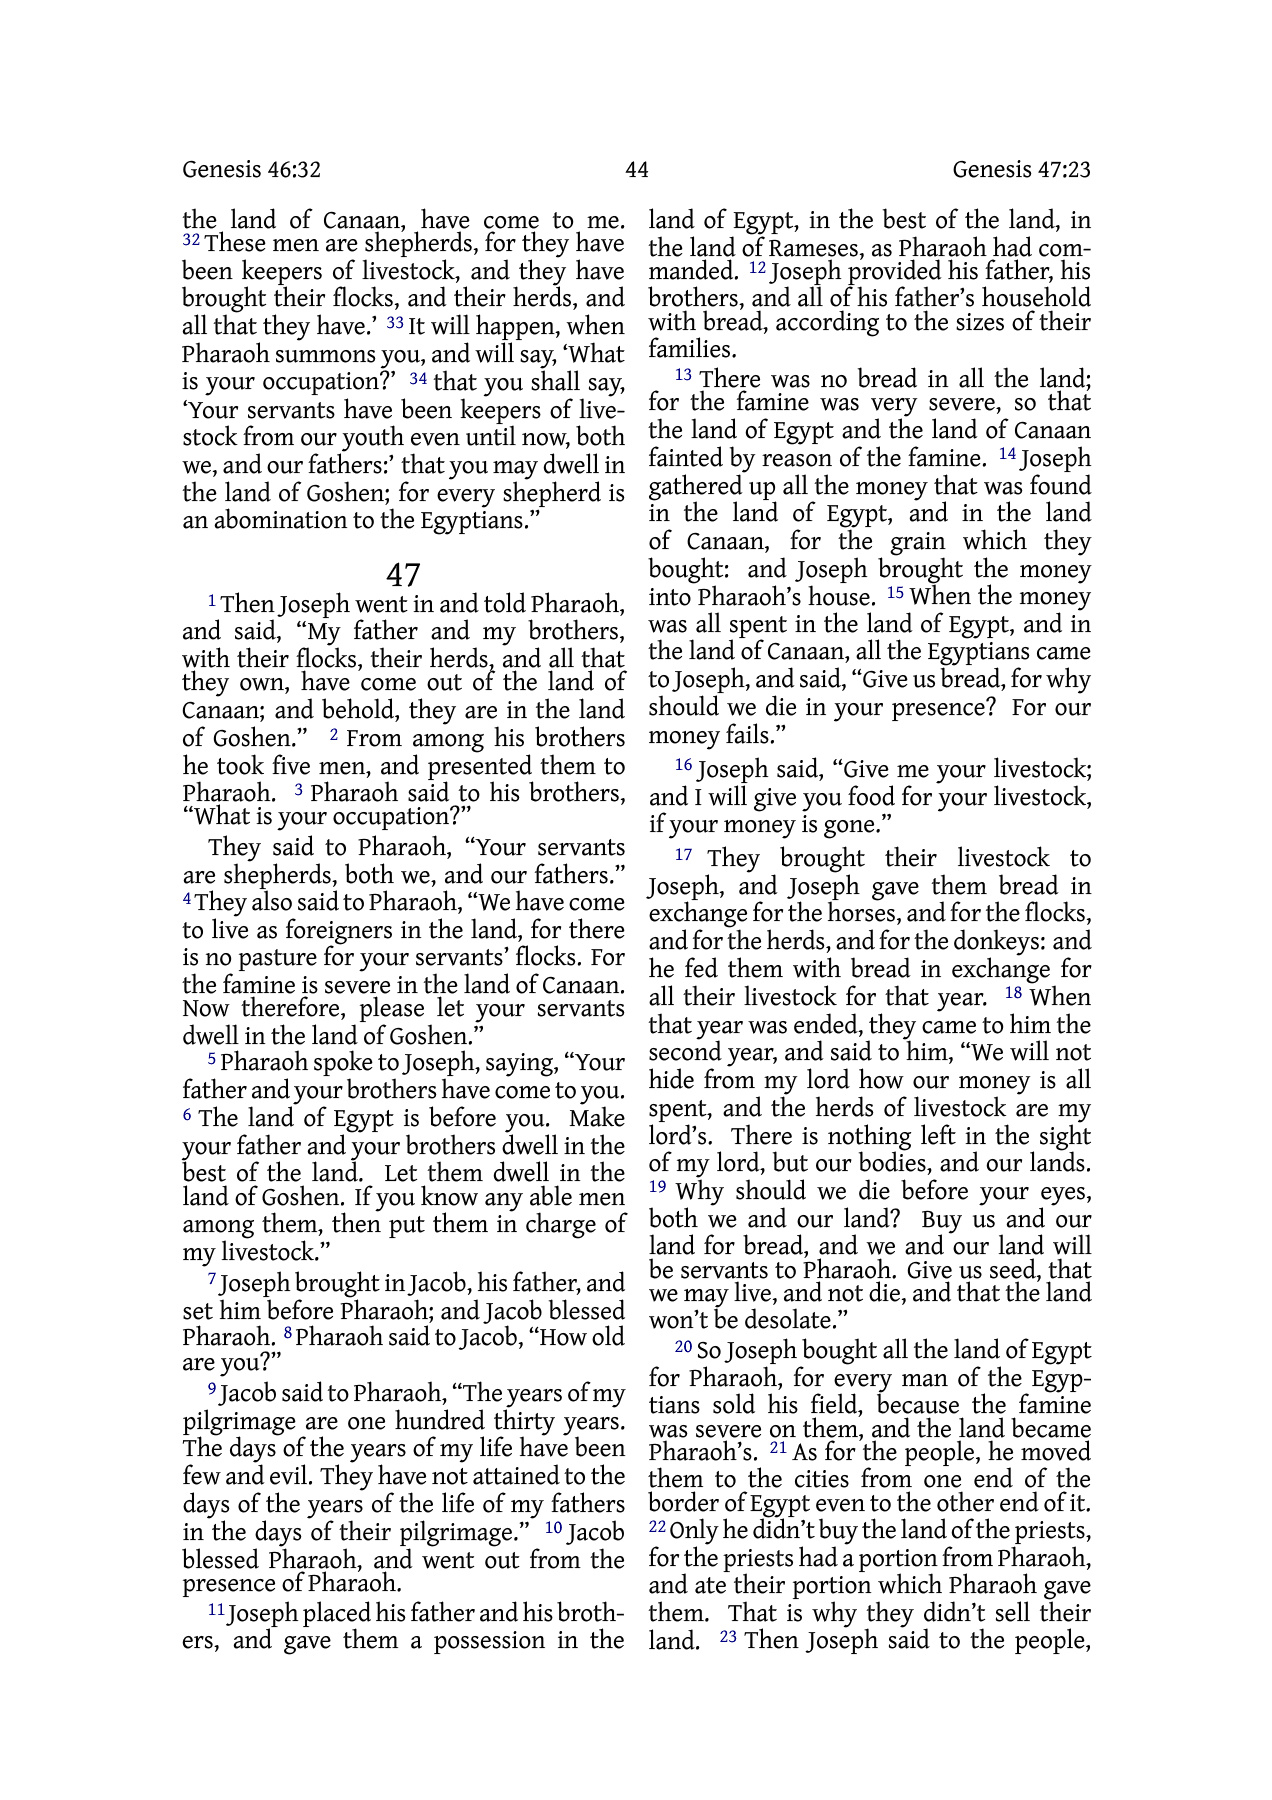 Genesis 46:32 44 Genesis 47:23
the land of Canaan, have come to me.
32 These men are shepherds, for they have
been keepers of livestock, and they have
brought their flocks, and their herds, and
all that they have.’ 33 It will happen, when
Pharaoh summons you, and will say, ‘What
is your occupation?’ 34 that you shall say,
‘Your servants have been keepers of live-
stock from our youth even until now, both
we, and our fathers:’ that you may dwell in
the land of Goshen; for every shepherd is
an abomination to the Egyptians.”
47
1 Then Joseph went in and told Pharaoh,
and said, “My father and my brothers,
with their flocks, their herds, and all that
they own, have come out of the land of
Canaan; and behold, they are in the land
of Goshen.” 2 From among his brothers
he took five men, and presented them to
Pharaoh. 3 Pharaoh said to his brothers,
“What is your occupation?”
They said to Pharaoh, “Your servants
are shepherds, both we, and our fathers.”
4 They also said to Pharaoh, “We have come
to live as foreigners in the land, for there
is no pasture for your servants’ flocks. For
the famine is severe in the land of Canaan.
Now therefore, please let your servants
dwell in the land of Goshen.”
5 Pharaoh spoke to Joseph, saying, “Your
father and your brothers have come to you.
6 The land of Egypt is before you. Make
your father and your brothers dwell in the
best of the land. Let them dwell in the
land of Goshen. If you know any able men
among them, then put them in charge of
my livestock.”
7 Joseph brought in Jacob, his father, and
set him before Pharaoh; and Jacob blessed
Pharaoh. 8 Pharaoh said to Jacob, “How old
are you?”
9 Jacob said to Pharaoh, “The years of my
pilgrimage are one hundred thirty years.
The days of the years of my life have been
few and evil. They have not attained to the
days of the years of the life of my fathers
in the days of their pilgrimage.” 10 Jacob
blessed Pharaoh, and went out from the
presence of Pharaoh.
11 Joseph placed his father and his broth-
ers, and gave them a possession in the
land of Egypt, in the best of the land, in
the land of Rameses, as Pharaoh had com-
manded. 12 Joseph provided his father, his
brothers, and all of his father’s household
with bread, according to the sizes of their
families.
13 There was no bread in all the land;
for the famine was very severe, so that
the land of Egypt and the land of Canaan
fainted by reason of the famine. 14 Joseph
gathered up all the money that was found
in the land of Egypt, and in the land
of Canaan, for the grain which they
bought: and Joseph brought the money
into Pharaoh’s house. 15 When the money
was all spent in the land of Egypt, and in
the land of Canaan, all the Egyptians came
to Joseph, and said, “Give us bread, for why
should we die in your presence? For our
money fails.”
16 Joseph said, “Give me your livestock;
and I will give you food for your livestock,
if your money is gone.”
17 They brought their livestock to
Joseph, and Joseph gave them bread in
exchange for the horses, and for the flocks,
and for the herds, and for the donkeys: and
he fed them with bread in exchange for
all their livestock for that year. 18 When
that year was ended, they came to him the
second year, and said to him, “We will not
hide from my lord how our money is all
spent, and the herds of livestock are my
lord’s. There is nothing left in the sight
of my lord, but our bodies, and our lands.
19 Why should we die before your eyes,
both we and our land? Buy us and our
land for bread, and we and our land will
be servants to Pharaoh. Give us seed, that
we may live, and not die, and that the land
won’t be desolate.”
20 So Joseph bought all the land of Egypt
for Pharaoh, for every man of the Egyp-
tians sold his field, because the famine
was severe on them, and the land became
Pharaoh’s. 21 As for the people, he moved
them to the cities from one end of the
border of Egypt even to the other end of it.
22 Only he didn’t buy the land of the priests,
for the priests had a portion from Pharaoh,
and ate their portion which Pharaoh gave
them. That is why they didn’t sell their
land. 23 Then Joseph said to the people,